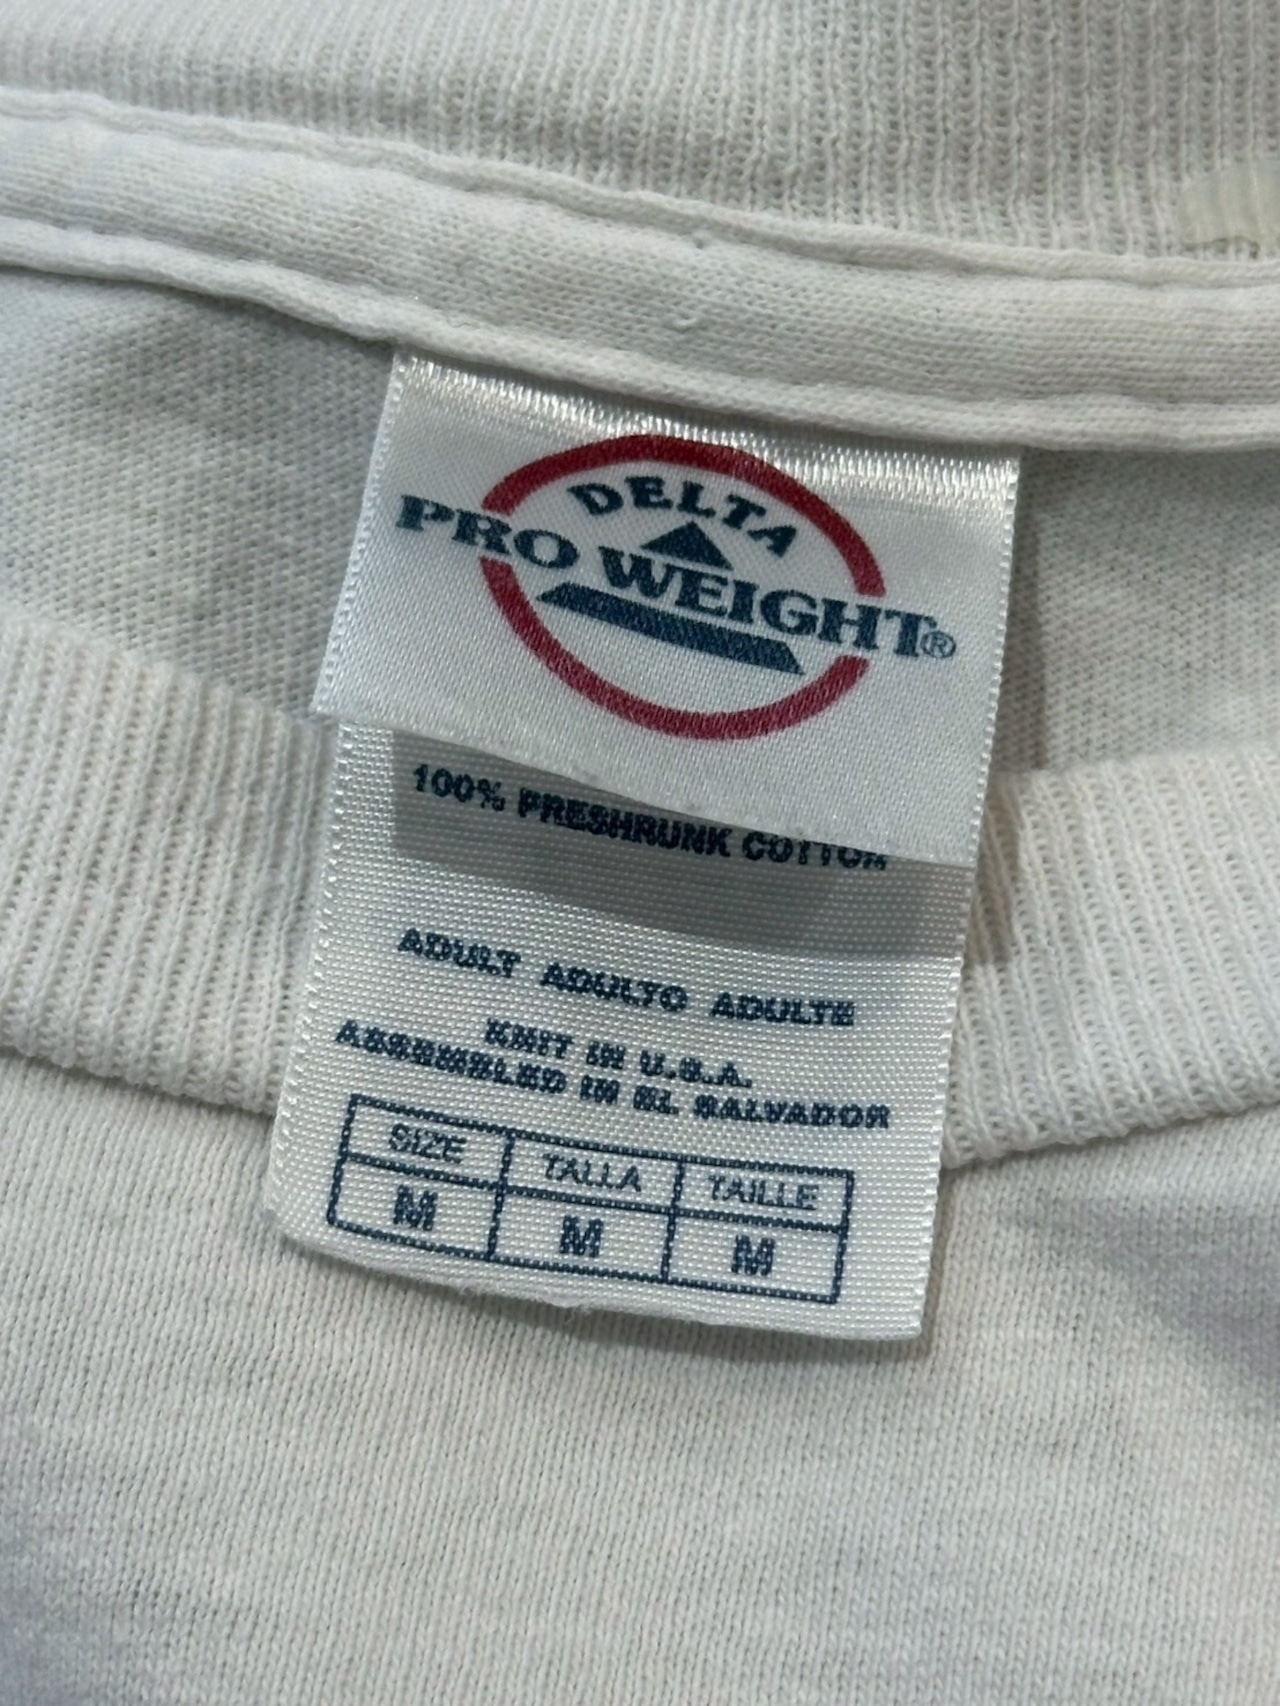 DELTA
PRO WEIGHT®
100% PRESHRUNK COTTON
ADULT ADULTO ADULTE
KNIT IN U.S.A.
ASSEMBLED IN EL SALVADOR
SIZE TALLA TAILLE
M M M